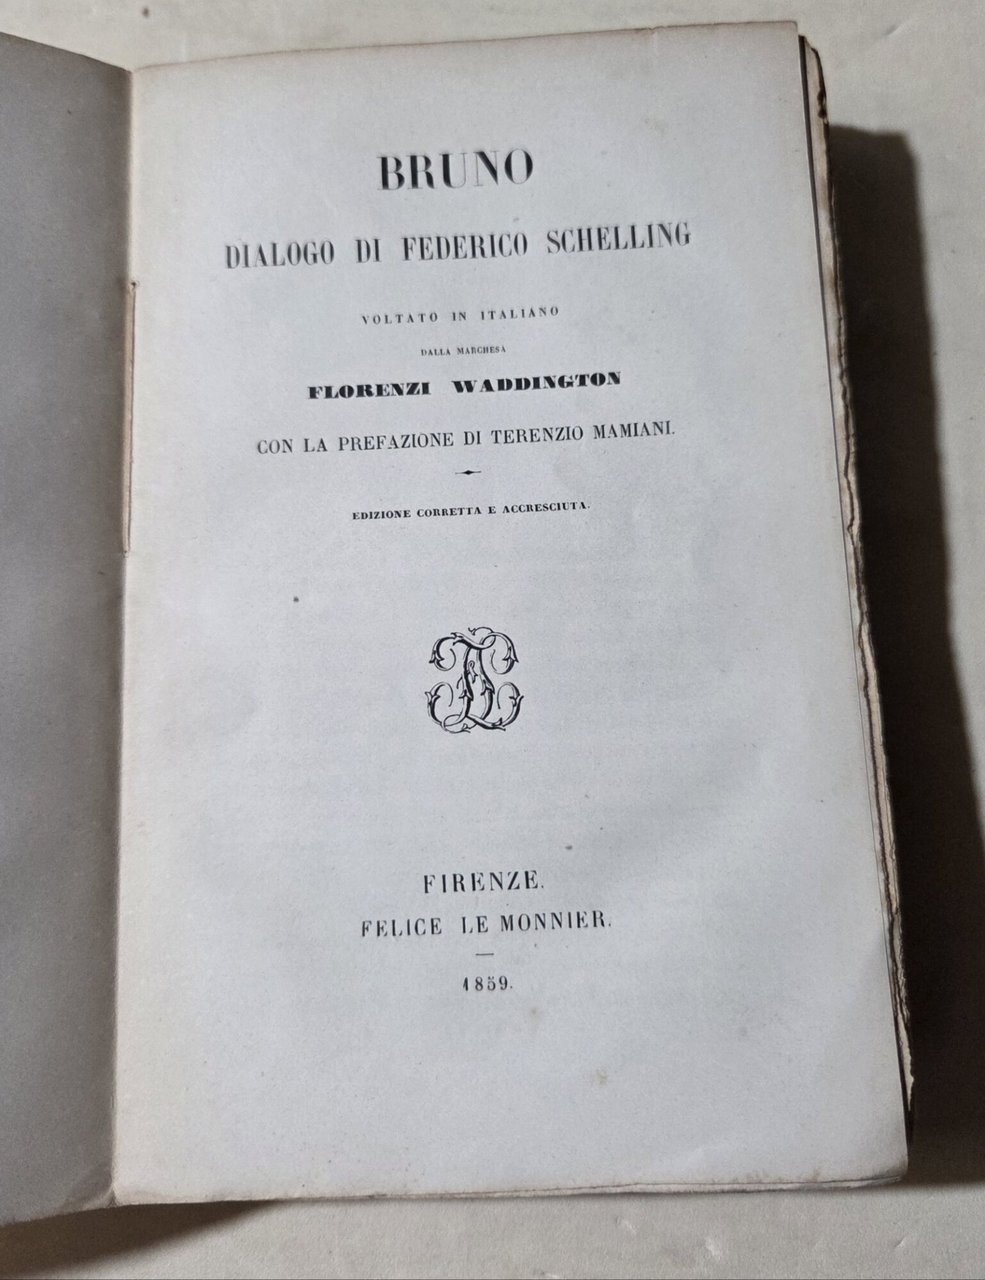 BRUNO
DIALOGO DI FEDERICO SCHELLING
VOLTATO IN ITALIANO
DALLA MARCHESA
FLORENZI WADDINGTON
CON LA PREFAZIONE DI TERENZIO MAMIANI.
EDIZIONE CORRETTA E ACCRESCIUTA.
FIRENZE.
FELICE LE MONNIER.
1859.